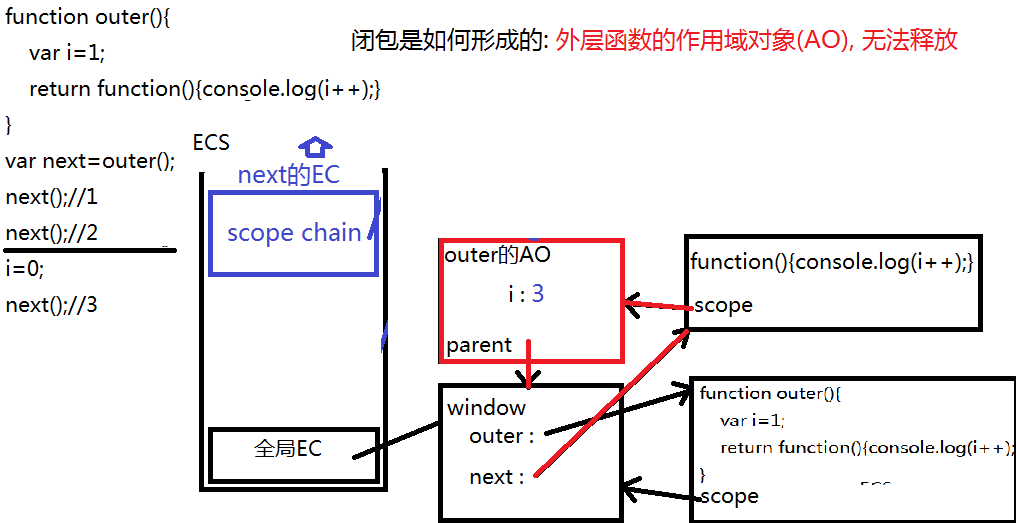 function outer(){
var i=1;
return function(){console.log(i++);}
}
var next=outer();
next();//1
next();//2
i=0;
next();//3
闭包是如何形成的: 外层函数的作用域对象(AO), 无法释放
ECS
next的EC
scope chain
全局EC
outer的AO
i : 3
parent
window
outer :
next :
function(){console.log(i++);}
scope
function outer(){
var i=1;
return function(){console.log(i++);
}
scope